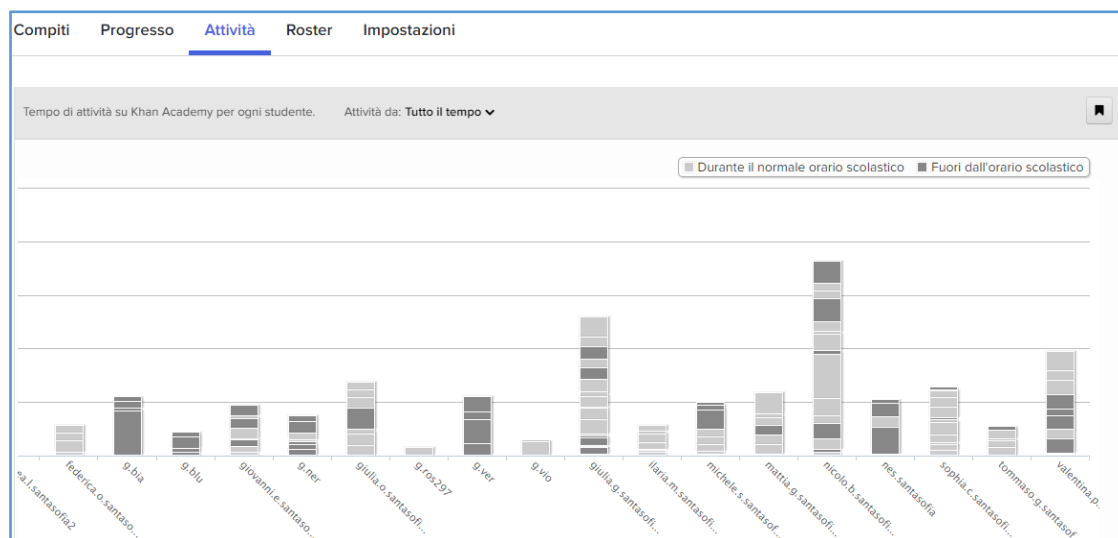 Compiti Progresso Attività Roster Impostazioni
Tempo di attività su Khan Academy per ogni studente. Attività da: Tutto il tempo
Durante il normale orario scolastico Fuori dall'orario scolastico
ea.l.santasofia2
federica.o.santaso...
g.bia
g.blu
giovanni.e.santaso...
g.ner
giulia.o.santasofi...
g.ros297
g.ver
g.vio
giulia.g.santasofi...
ilaria.m.santasofi...
michele.s.santasof...
mattia.g.santasofi...
nicolo.b.santasofi...
nes.santasofia
sophia.c.santasofi...
tommaso.g.santasof
valentina.p...